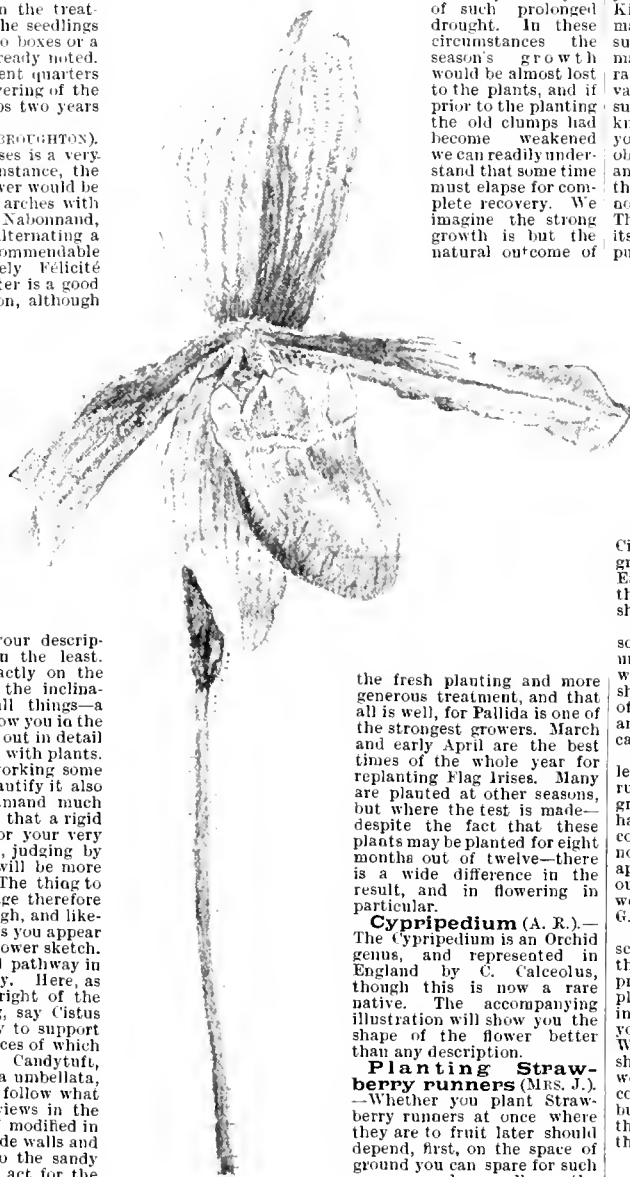 n the treat-
he seedlings
o boxes or a
ready noted.
ent quarters
vering of the
os two years
BROUGHTON).
ses is a very
nstance, the
ver would be
arches with
Nabonnand,
lternating a
ommendable
ely Félicité
ter is a good
on, although
our descrip-
n the least.
actly on the
the inclina-
ll things—a
ow you in the
out in detail
with plants.
orking some
autify it also
mand much
that a rigid
or your very
, judging by
will be more
The thing to
ge therefore
gh, and like-
s you appear
ower sketch.
l pathway in
y. Here, as
right of the
g, say Cistus
y to support
ces of which
Candytuft,
a umbellata,
follow what
iews in the
modified in
de walls and
o the sandy
act for the
of such prolonged
drought. In these
circumstances the
season's growth
would be almost lost
to the plants, and if
prior to the planting
the old clumps had
become weakened
we can readily under-
stand that some time
must elapse for com-
plete recovery. We
imagine the strong
growth is but the
natural outcome of
the fresh planting and more
generous treatment, and that
all is well, for Pallida is one of
the strongest growers. March
and early April are the best
times of the whole year for
replanting Flag Irises. Many
are planted at other seasons,
but where the test is made—
despite the fact that these
plants may be planted for eight
months out of twelve—there
is a wide difference in the
result, and in flowering in
particular.
Cypripedium (A. R.).—
The Cypripedium is an Orchid
genus, and represented in
England by C. Calceolus,
though this is now a rare
native. The accompanying
illustration will show you the
shape of the flower better
than any description.
Planting Straw-
berry runners (MRS. J.).
—Whether you plant Straw-
berry runners at once where
they are to fruit later should
depend, first, on the space of
ground you can spare for such